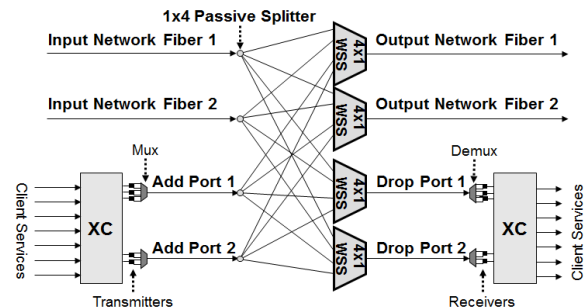 1x4 Passive Splitter
Input Network Fiber 1
4x1
WSS
Output Network Fiber 1
Input Network Fiber 2
4x1
WSS
Output Network Fiber 2
Mux
Demux
Client Services
XC
Add Port 1
4x1
WSS
Drop Port 1
XC
Client Services
Add Port 2
4x1
WSS
Drop Port 2
Transmitters
Receivers